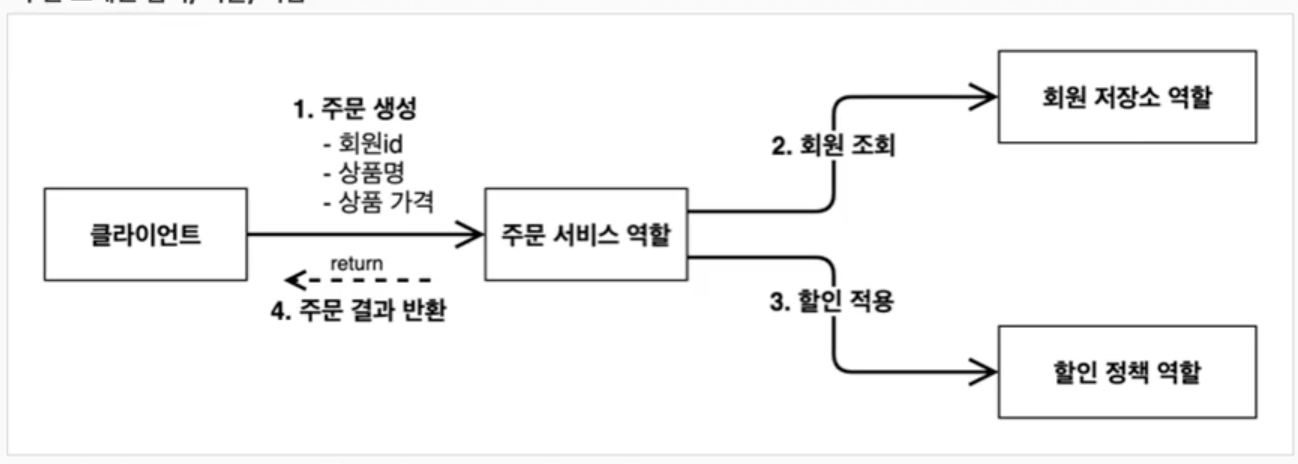 1. 주문 생성
- 회원id
- 상품명
- 상품 가격
클라이언트
주문 서비스 역할
return
4. 주문 결과 반환
2. 회원 조회
회원 저장소 역할
3. 할인 적용
할인 정책 역할